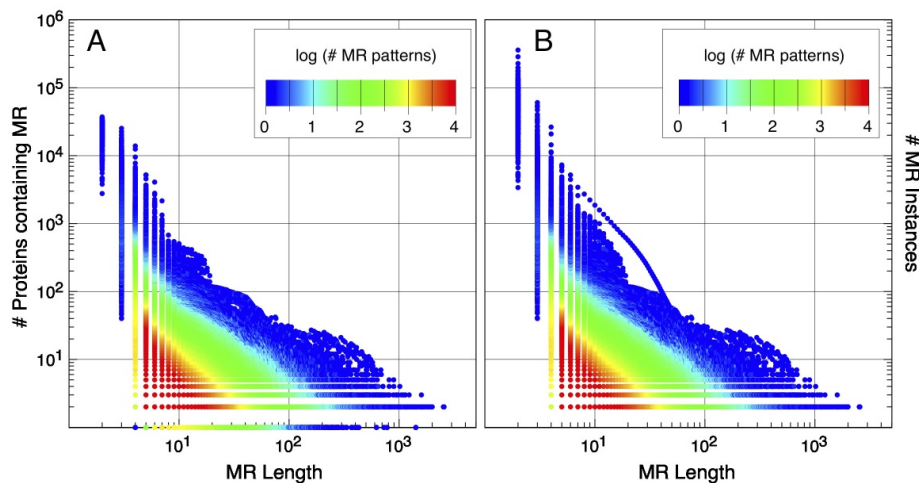 A
B
log (# MR patterns)
0 1 2 3 4
log (# MR patterns)
0 1 2 3 4
10^6
10^5
10^4
10^3
10^2
10^1
# Proteins containing MR
# MR Instances
10^1 10^2 10^3
10^1 10^2 10^3
MR Length
MR Length